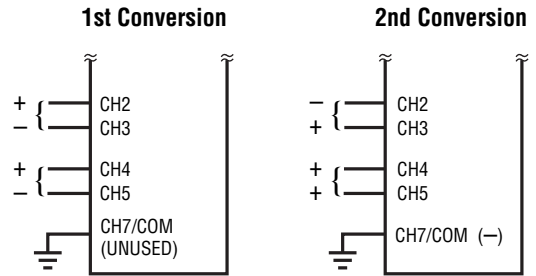 1st Conversion
+ { CH2
– CH3
+ { CH4
– CH5
CH7/COM
(UNUSED)
2nd Conversion
– { CH2
+ CH3
+ { CH4
+ CH5
CH7/COM (–)